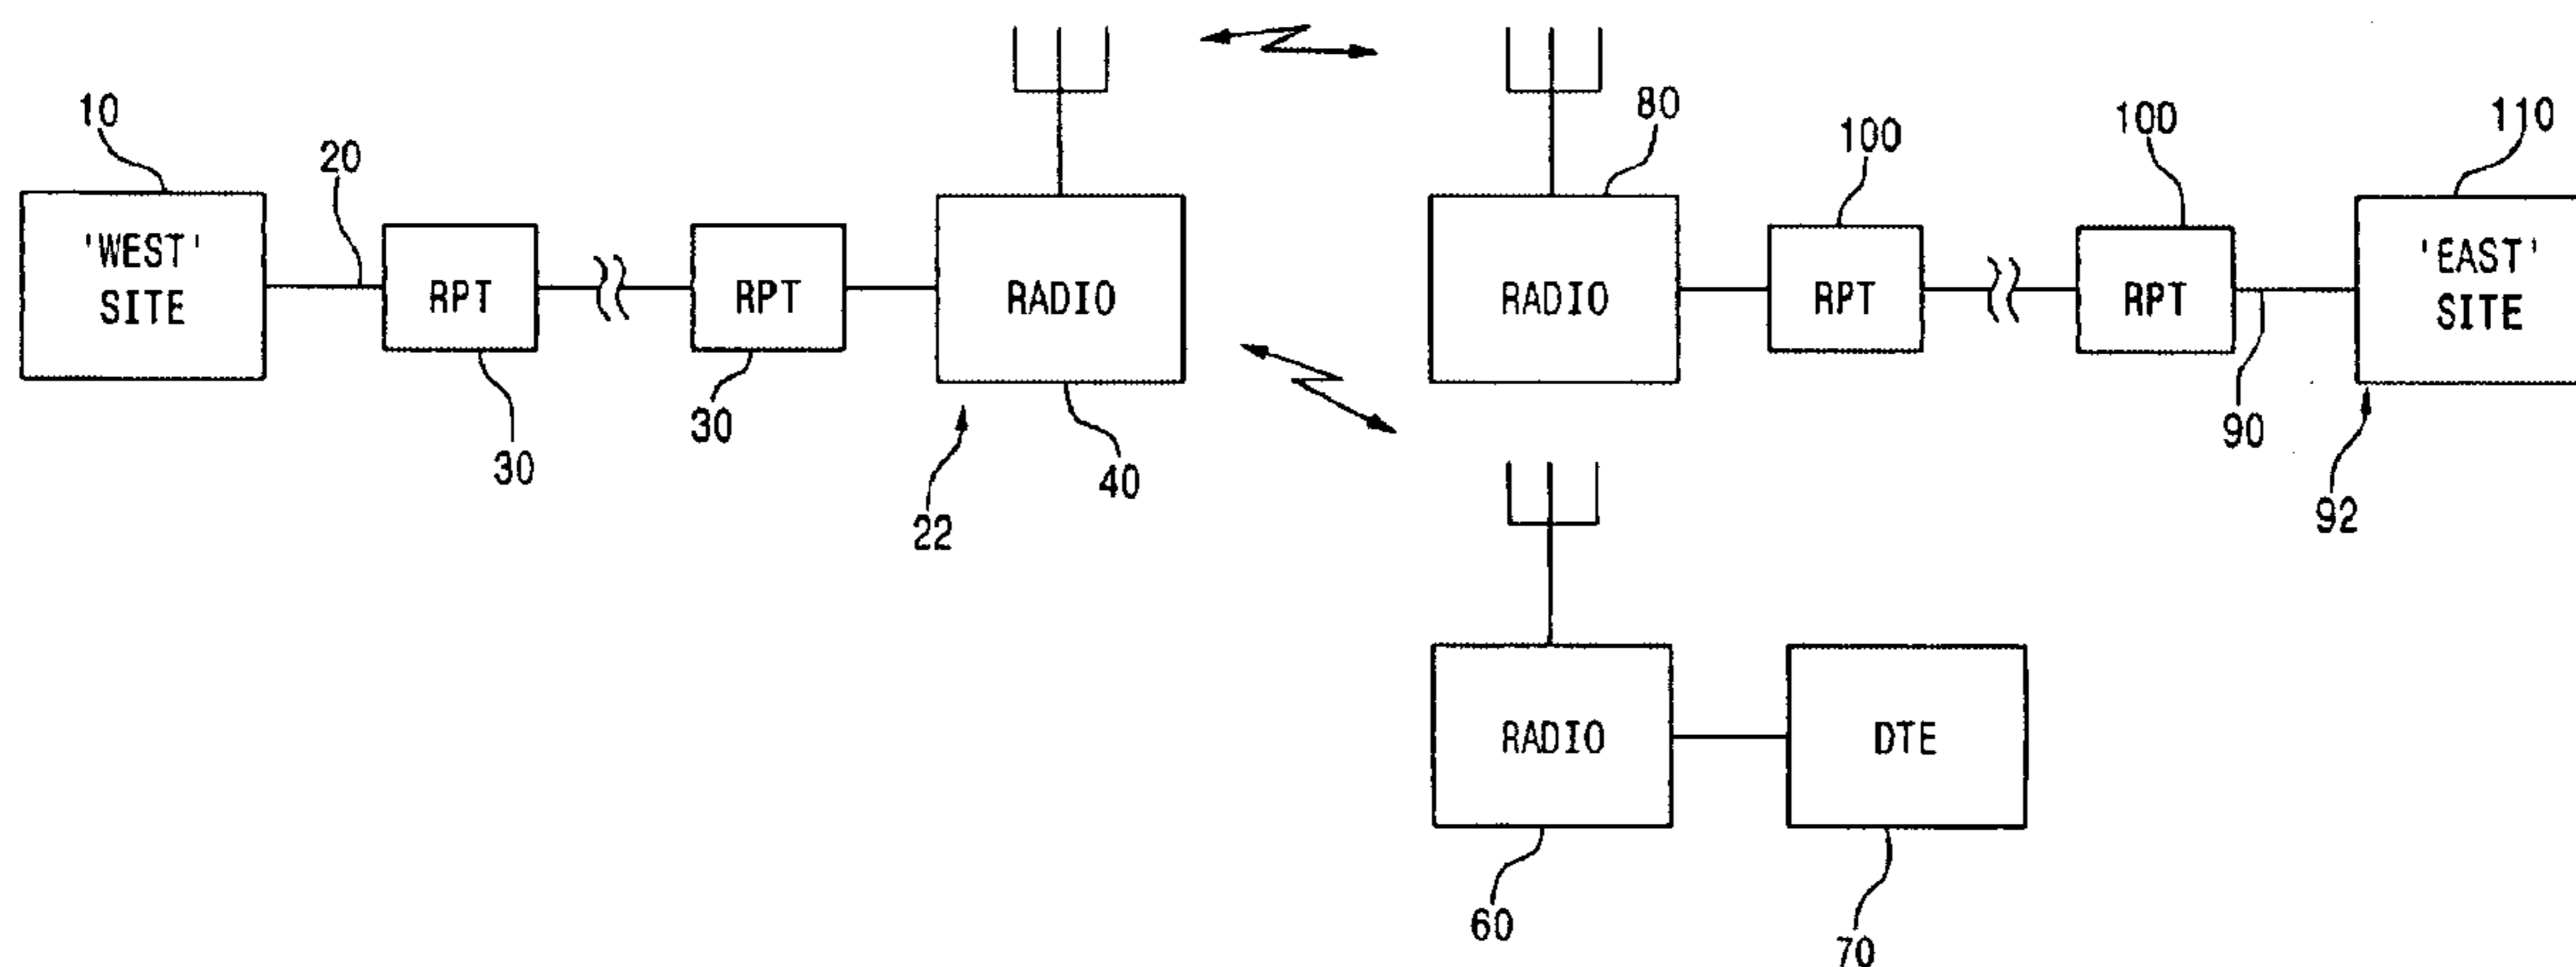 10
20
'WEST'
SITE
RPT
30
RPT
30
RADIO
22
40
80
RADIO
100
RPT
100
RPT
90
110
'EAST'
SITE
92
RADIO
60
DTE
70